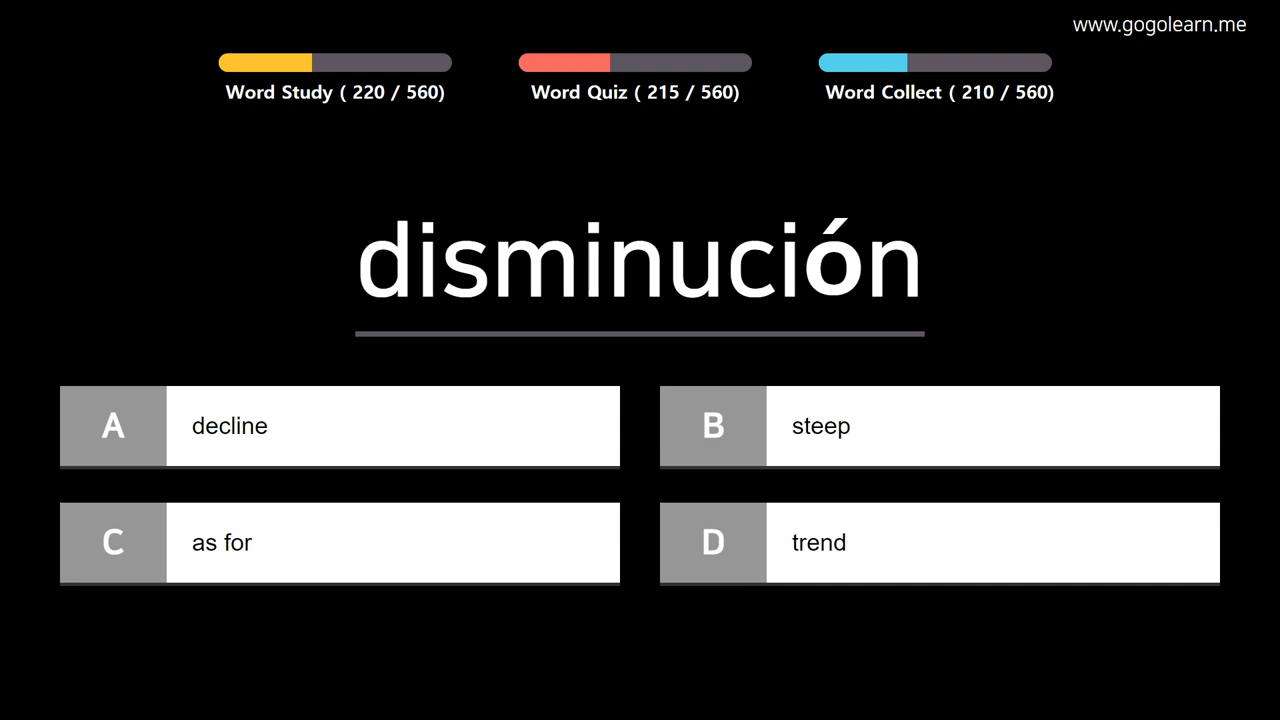 www.gogolearn.me
Word Study ( 220 / 560)
Word Quiz ( 215 / 560)
Word Collect ( 210 / 560)
disminución
A decline
B steep
C as for
D trend